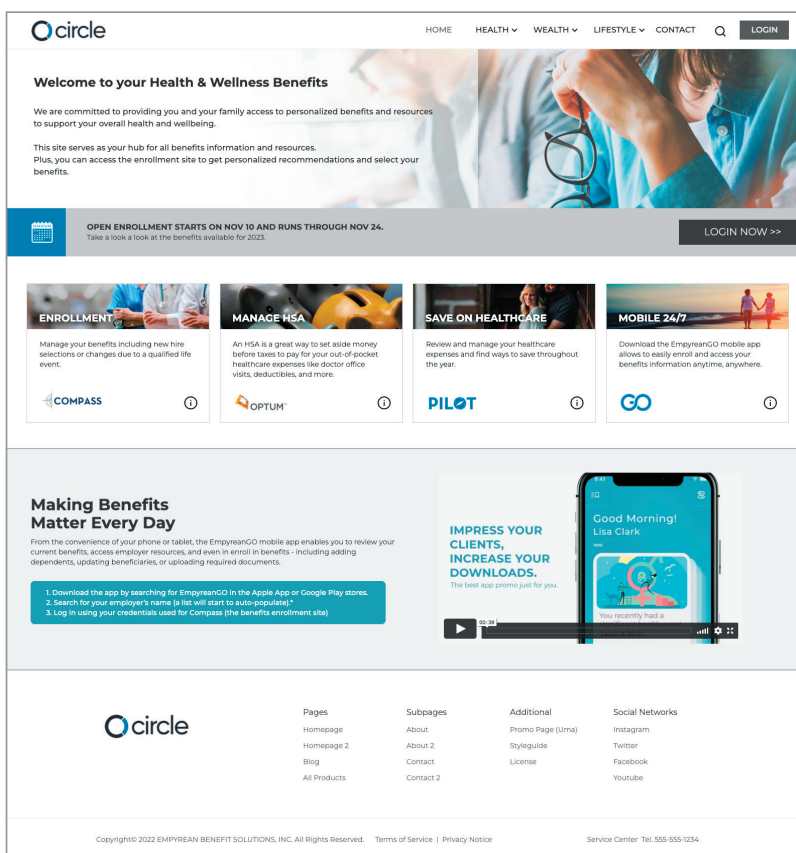 circle
HOME HEALTH WEALTH LIFESTYLE CONTACT LOGIN
Welcome to your Health & Wellness Benefits
We are committed to providing you and your family access to personalized benefits and resources
to support your overall health and wellbeing.
This site serves as your hub for all benefits information and resources.
Plus, you can access the enrollment site to get personalized recommendations and select your
benefits.
OPEN ENROLLMENT STARTS ON NOV 10 AND RUNS THROUGH NOV 24.
Take a look a look at the benefits available for 2023.
LOGIN NOW >>
ENROLLMENT
Manage your benefits including new hire
selections or changes due to a qualified life
event.
COMPASS
MANAGE HSA
An HSA is a great way to set aside money
before taxes to pay for your out-of-pocket
healthcare expenses like doctor office
visits, deductibles, and more.
OPTUM™
SAVE ON HEALTHCARE
Review and manage your healthcare
expenses and find ways to save throughout
the year.
PILOT
MOBILE 24/7
Download the EmpyreanGO mobile app
allows to easily enroll and access your
benefits information anytime, anywhere.
GO
Making Benefits
Matter Every Day
From the convenience of your phone or tablet, the EmpyreanGO mobile app enables you to review your
current benefits, access employer resources, and even in enroll in benefits - including adding
dependents, updating beneficiaries, or uploading required documents.
1. Download the app by searching for EmpyreanGO in the Apple App or Google Play stores.
2. Search for your employer's name (a list will start to auto-populate).*
3. Log in using your credentials used for Compass (the benefits enrollment site)
IMPRESS YOUR
CLIENTS,
INCREASE YOUR
DOWNLOADS.
The best app promo just for you.
9:41
Good Morning!
Lisa Clark
You recently had a
00:38
circle
Pages
Homepage
Homepage 2
Blog
All Products
Subpages
About
About 2
Contact
Contact 2
Additional
Promo Page (Uma)
Styleguide
License
Social Networks
Instagram
Twitter
Facebook
Youtube
Copyright© 2022 EMPYREAN BENEFIT SOLUTIONS, INC. All Rights Reserved. Terms of Service | Privacy Notice
Service Center Tel. 555-555-1234